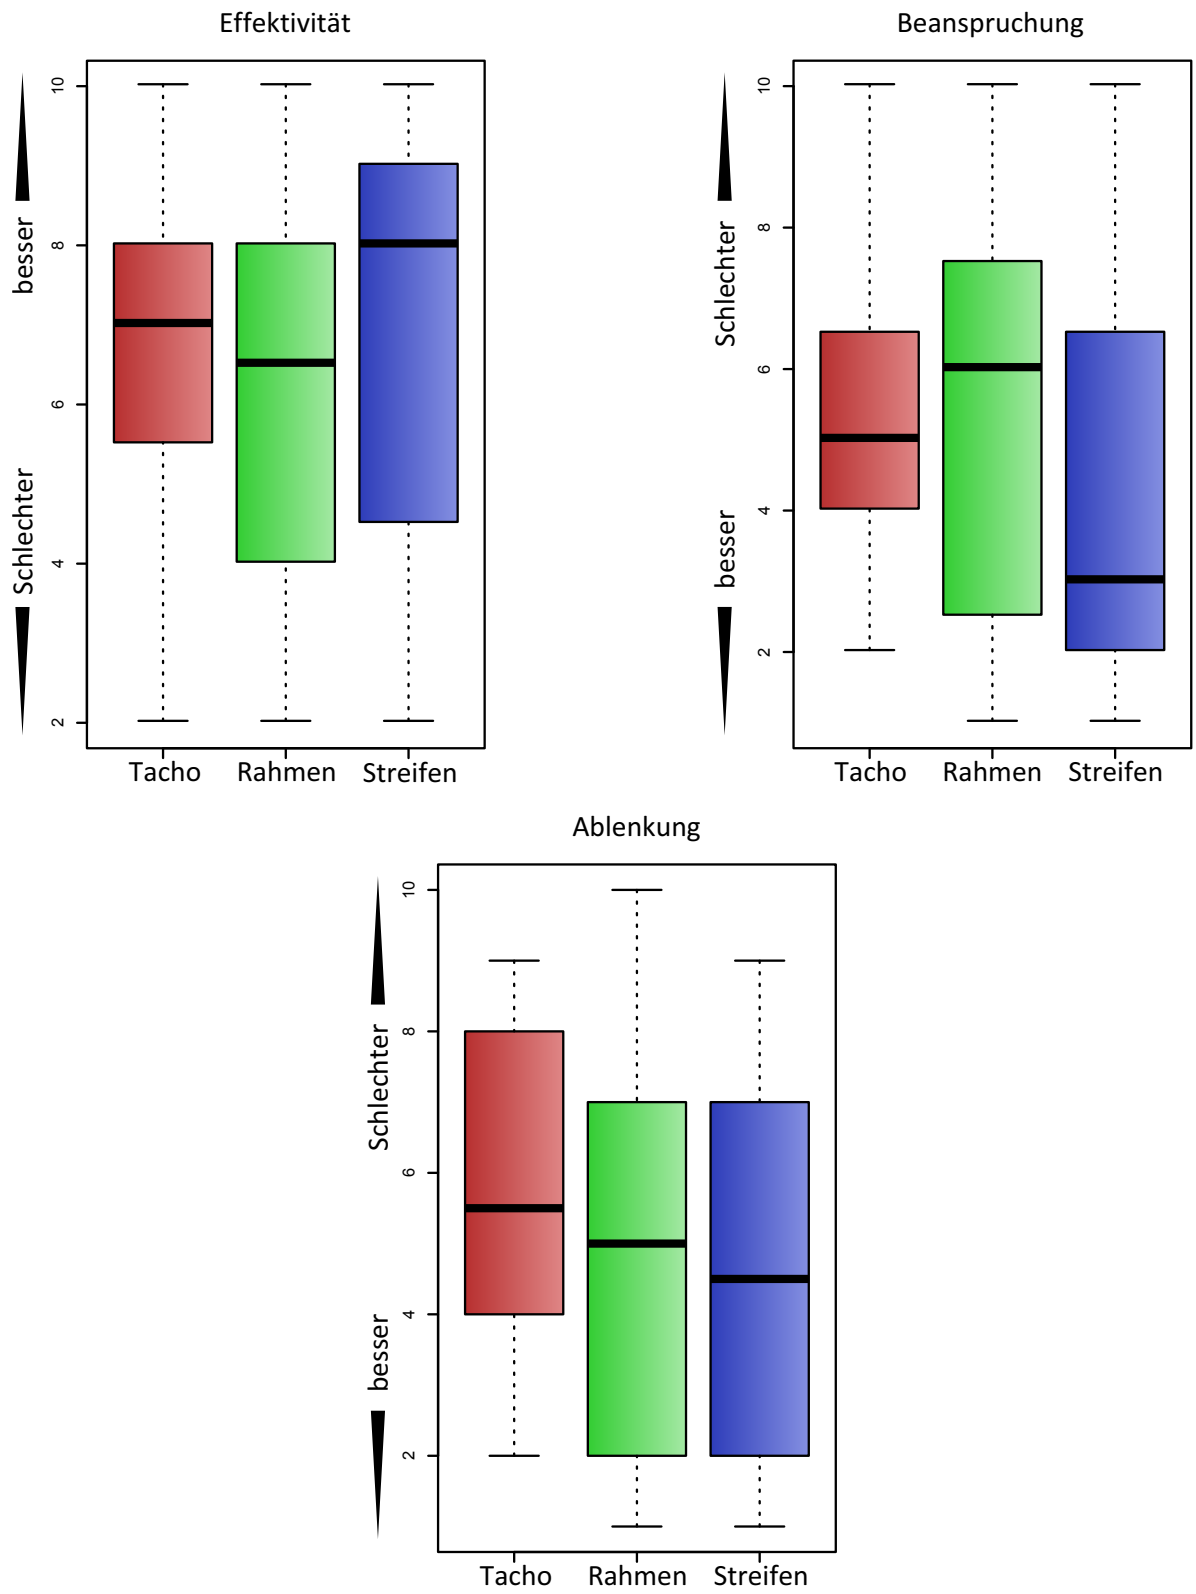 Effektivität
10
8
6
4
2
besser
Schlechter
Tacho Rahmen Streifen
Beanspruchung
10
8
6
4
2
Schlechter
besser
Tacho Rahmen Streifen
Ablenkung
10
8
6
4
2
Schlechter
besser
Tacho Rahmen Streifen